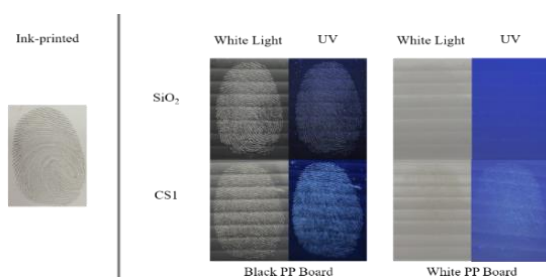 Ink-printed
White Light UV White Light UV
SiO₂
CS1
Black PP Board White PP Board